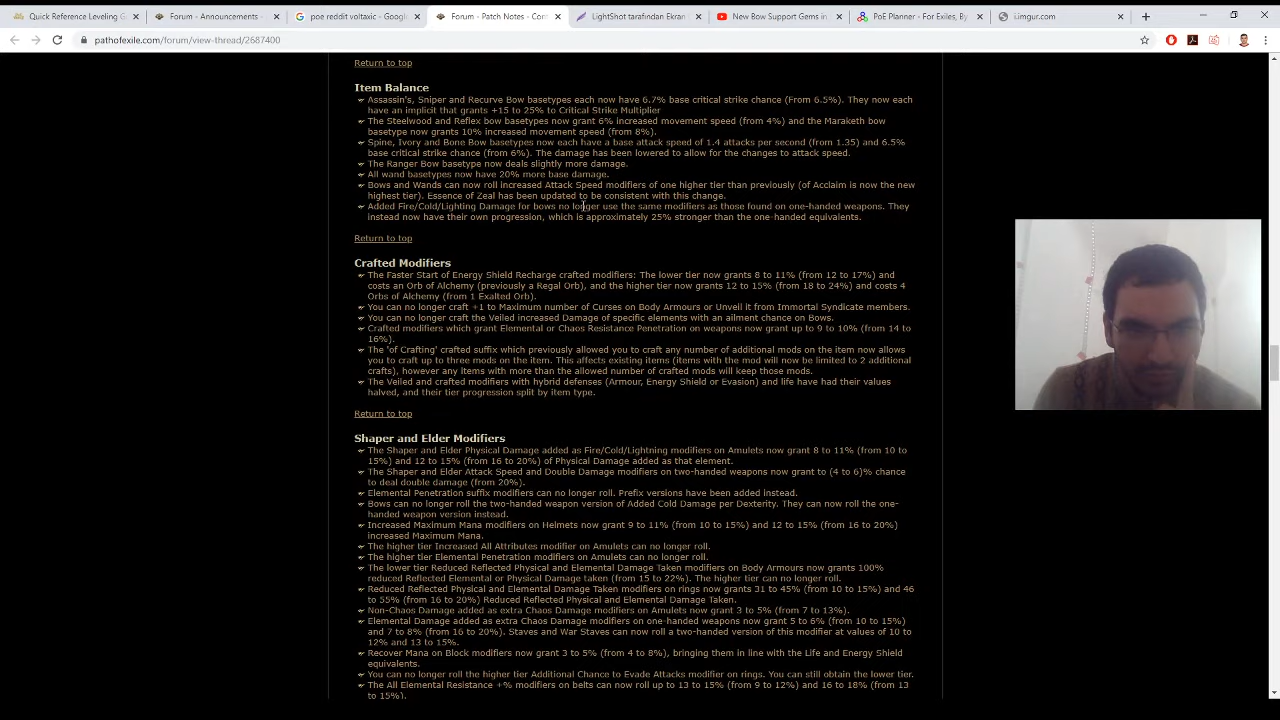 Quick Reference Leveling G
Forum - Announcements -
poe reddit voltaxic - Googl
Forum - Patch Notes - Con
LightShot tarafından Ekran
New Bow Support Gems in
PoE Planner - For Exiles, By
i.imgur.com
pathofexile.com/forum/view-thread/2687400
Return to top
Item Balance
Assassin's, Sniper and Recurve Bow basetypes each now have 6.7% base critical strike chance (From 6.5%). They now each
have an implicit that grants +15 to 25% to Critical Strike Multiplier
The Steelwood and Reflex bow basetypes now grant 6% increased movement speed (from 4%) and the Maraketh bow
basetype now grants 10% increased movement speed (from 8%).
Spine, Ivory and Bone Bow basetypes now each have a base attack speed of 1.4 attacks per second (from 1.35) and 6.5%
base critical strike chance (from 6%). The damage has been lowered to allow for the changes to attack speed.
The Ranger Bow basetype now deals slightly more damage.
All wand basetypes now have 20% more base damage.
Bows and Wands can now roll increased Attack Speed modifiers of one higher tier than previously (of Acclaim is now the new
highest tier). Essence of Zeal has been updated to be consistent with this change.
Added Fire/Cold/Lighting Damage for bows no longer use the same modifiers as those found on one-handed weapons. They
instead now have their own progression, which is approximately 25% stronger than the one-handed equivalents.
Return to top
Crafted Modifiers
The Faster Start of Energy Shield Recharge crafted modifiers: The lower tier now grants 8 to 11% (from 12 to 17%) and
costs an Orb of Alchemy (previously a Regal Orb), and the higher tier now grants 12 to 15% (from 18 to 24%) and costs 4
Orbs of Alchemy (from 1 Exalted Orb).
You can no longer craft +1 to Maximum number of Curses on Body Armours or Unveil it from Immortal Syndicate members.
You can no longer craft the Veiled increased Damage of specific elements with an ailment chance on Bows.
Crafted modifiers which grant Elemental or Chaos Resistance Penetration on weapons now grant up to 9 to 10% (from 14 to
16%).
The 'of Crafting' crafted suffix which previously allowed you to craft any number of additional mods on the item now allows
you to craft up to three mods on the item. This affects existing items (items with the mod will now be limited to 2 additional
crafts), however any items with more than the allowed number of crafted mods will keep those mods.
The Veiled and crafted modifiers with hybrid defenses (Armour, Energy Shield or Evasion) and life have had their values
halved, and their tier progression split by item type.
Return to top
Shaper and Elder Modifiers
The Shaper and Elder Physical Damage added as Fire/Cold/Lightning modifiers on Amulets now grant 8 to 11% (from 10 to
15%) and 12 to 15% (from 16 to 20%) of Physical Damage added as that element.
The Shaper and Elder Attack Speed and Double Damage modifiers on two-handed weapons now grant to (4 to 6)% chance
to deal double damage (from 20%).
Elemental Penetration suffix modifiers can no longer roll. Prefix versions have been added instead.
Bows can no longer roll the two-handed weapon version of Added Cold Damage per Dexterity. They can now roll the one-
handed weapon version instead.
Increased Maximum Mana modifiers on Helmets now grant 9 to 11% (from 10 to 15%) and 12 to 15% (from 16 to 20%)
increased Maximum Mana.
The higher tier Increased All Attributes modifier on Amulets can no longer roll.
The higher tier Elemental Penetration modifiers on Amulets can no longer roll.
The lower tier Reduced Reflected Physical and Elemental Damage Taken modifiers on Body Armours now grants 100%
reduced Reflected Elemental or Physical Damage taken (from 15 to 22%). The higher tier can no longer roll.
Reduced Reflected Physical and Elemental Damage Taken modifiers on rings now grants 31 to 45% (from 10 to 15%) and 46
to 55% (from 16 to 20%) Reduced Reflected Physical and Elemental Damage Taken.
Non-Chaos Damage added as extra Chaos Damage modifiers on Amulets now grant 3 to 5% (from 7 to 13%).
Elemental Damage added as extra Chaos Damage modifiers on one-handed weapons now grant 5 to 6% (from 10 to 15%)
and 7 to 8% (from 16 to 20%). Staves and War Staves can now roll a two-handed version of this modifier at values of 10 to
12% and 13 to 15%.
Recover Mana on Block modifiers now grant 3 to 5% (from 4 to 8%), bringing them in line with the Life and Energy Shield
equivalents.
You can no longer roll the higher tier Additional Chance to Evade Attacks modifier on rings. You can still obtain the lower tier.
The All Elemental Resistance +% modifiers on belts can now roll up to 13 to 15% (from 9 to 12%) and 16 to 18% (from 13
to 15%).